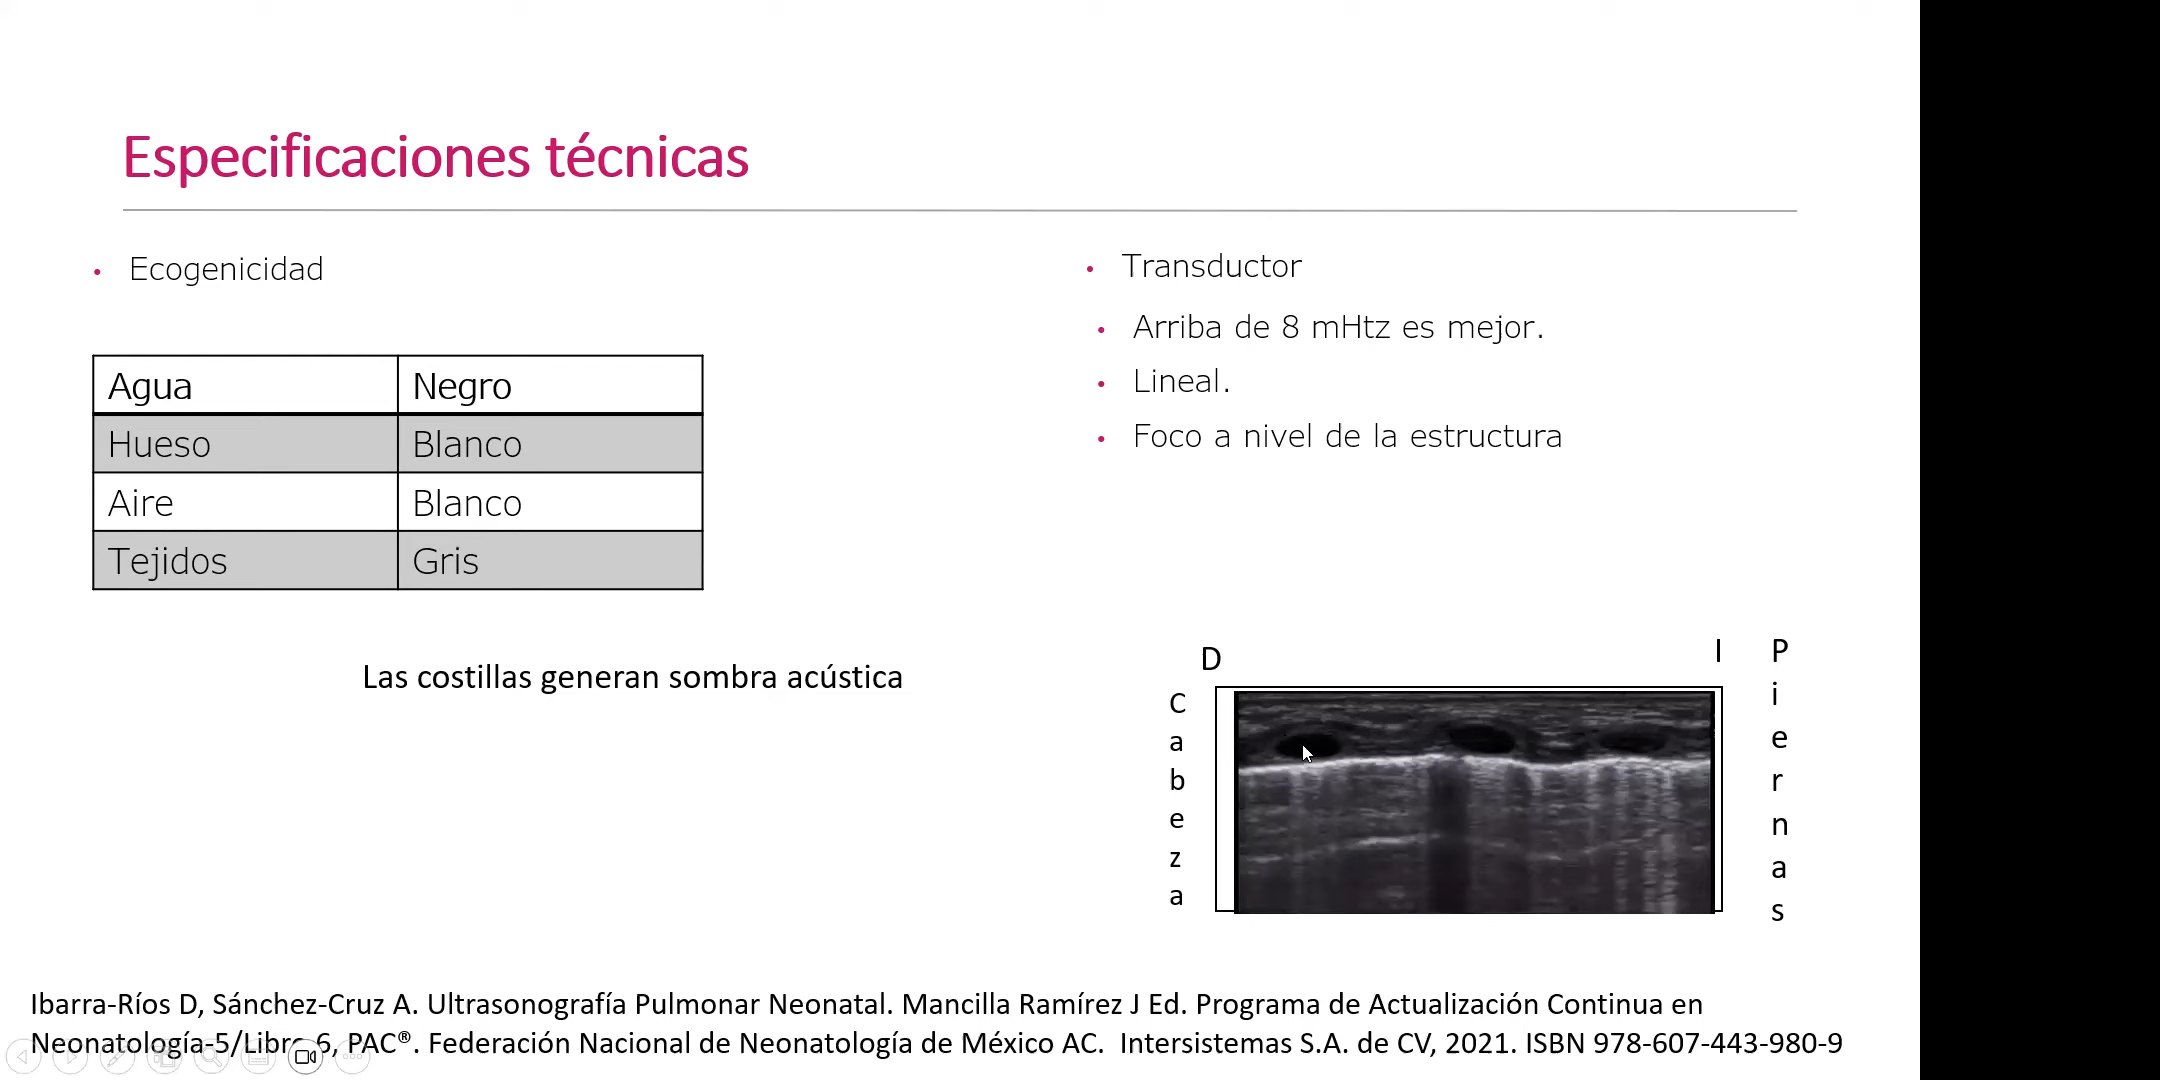 Especificaciones técnicas
• Ecogenicidad
Agua Negro
Hueso Blanco
Aire Blanco
Tejidos Gris
Las costillas generan sombra acústica
• Transductor
• Arriba de 8 mHtz es mejor.
• Lineal.
• Foco a nivel de la estructura
D I
Cabeza
Piernas
Ibarra-Ríos D, Sánchez-Cruz A. Ultrasonografía Pulmonar Neonatal. Mancilla Ramírez J Ed. Programa de Actualización Continua en
Neonatología-5/Libro 6, PAC®. Federación Nacional de Neonatología de México AC. Intersistemas S.A. de CV, 2021. ISBN 978-607-443-980-9